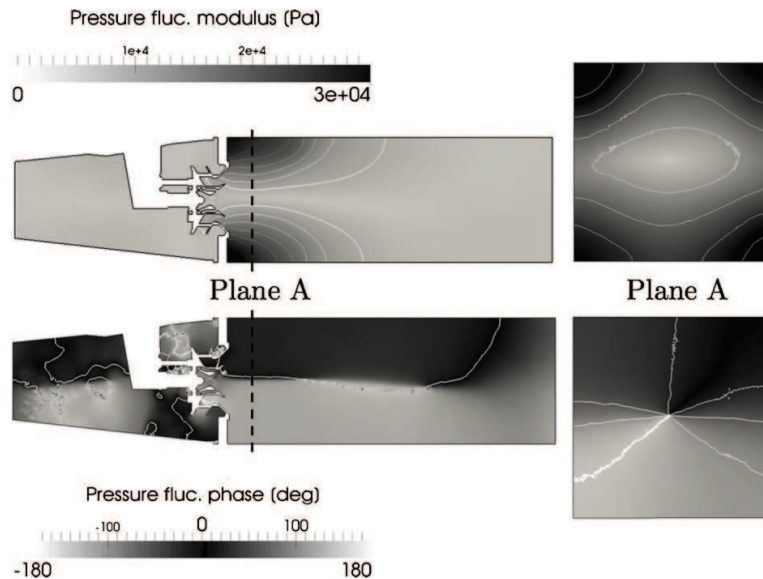 Pressure fluc. modulus (Pa)
1e+4 2e+4
0 3e+04
Plane A Plane A
Pressure fluc. phase (deg)
-100 0 100
-180 180